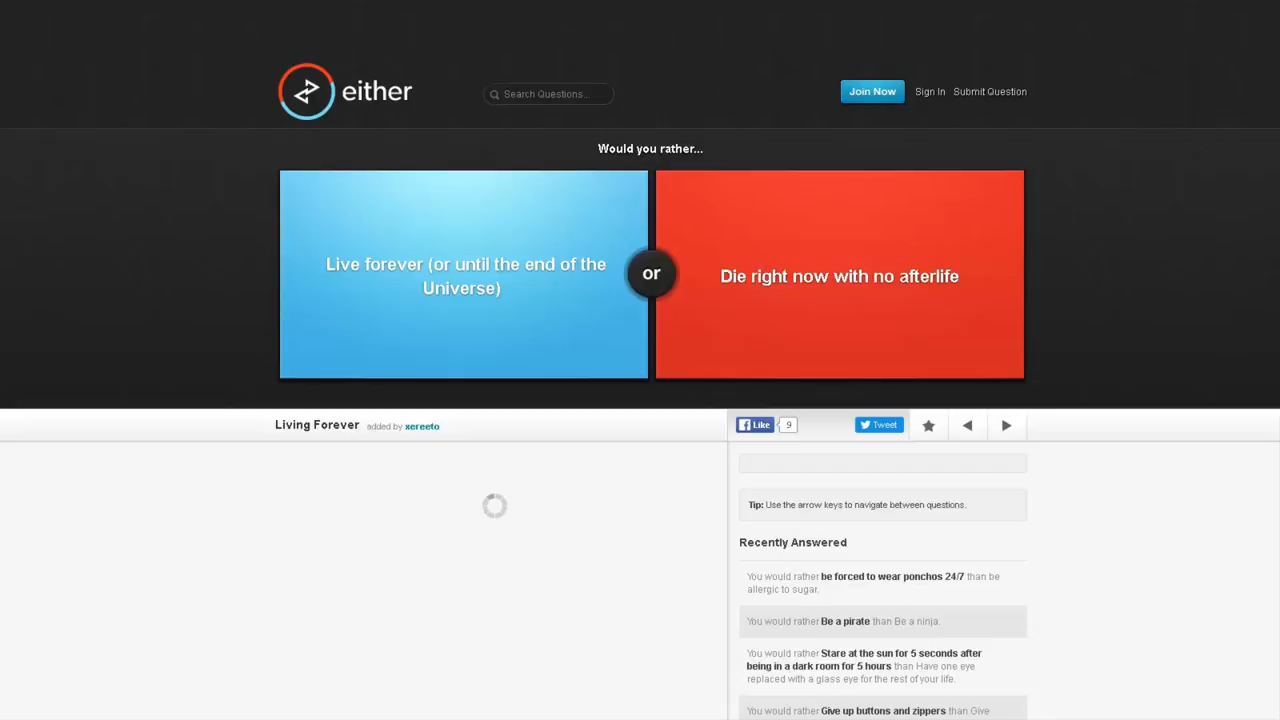 either
Search Questions...
Join Now
Sign In
Submit Question
Would you rather...
Live forever (or until the end of the
Universe)
or
Die right now with no afterlife
Living Forever
added by xereeto
Like
9
Tweet
Tip: Use the arrow keys to navigate between questions.
Recently Answered
You would rather be forced to wear ponchos 24/7 than be
allergic to sugar.
You would rather Be a pirate than Be a ninja.
You would rather Stare at the sun for 5 seconds after
being in a dark room for 5 hours than Have one eye
replaced with a glass eye for the rest of your life.
You would rather Give up buttons and zippers than Give